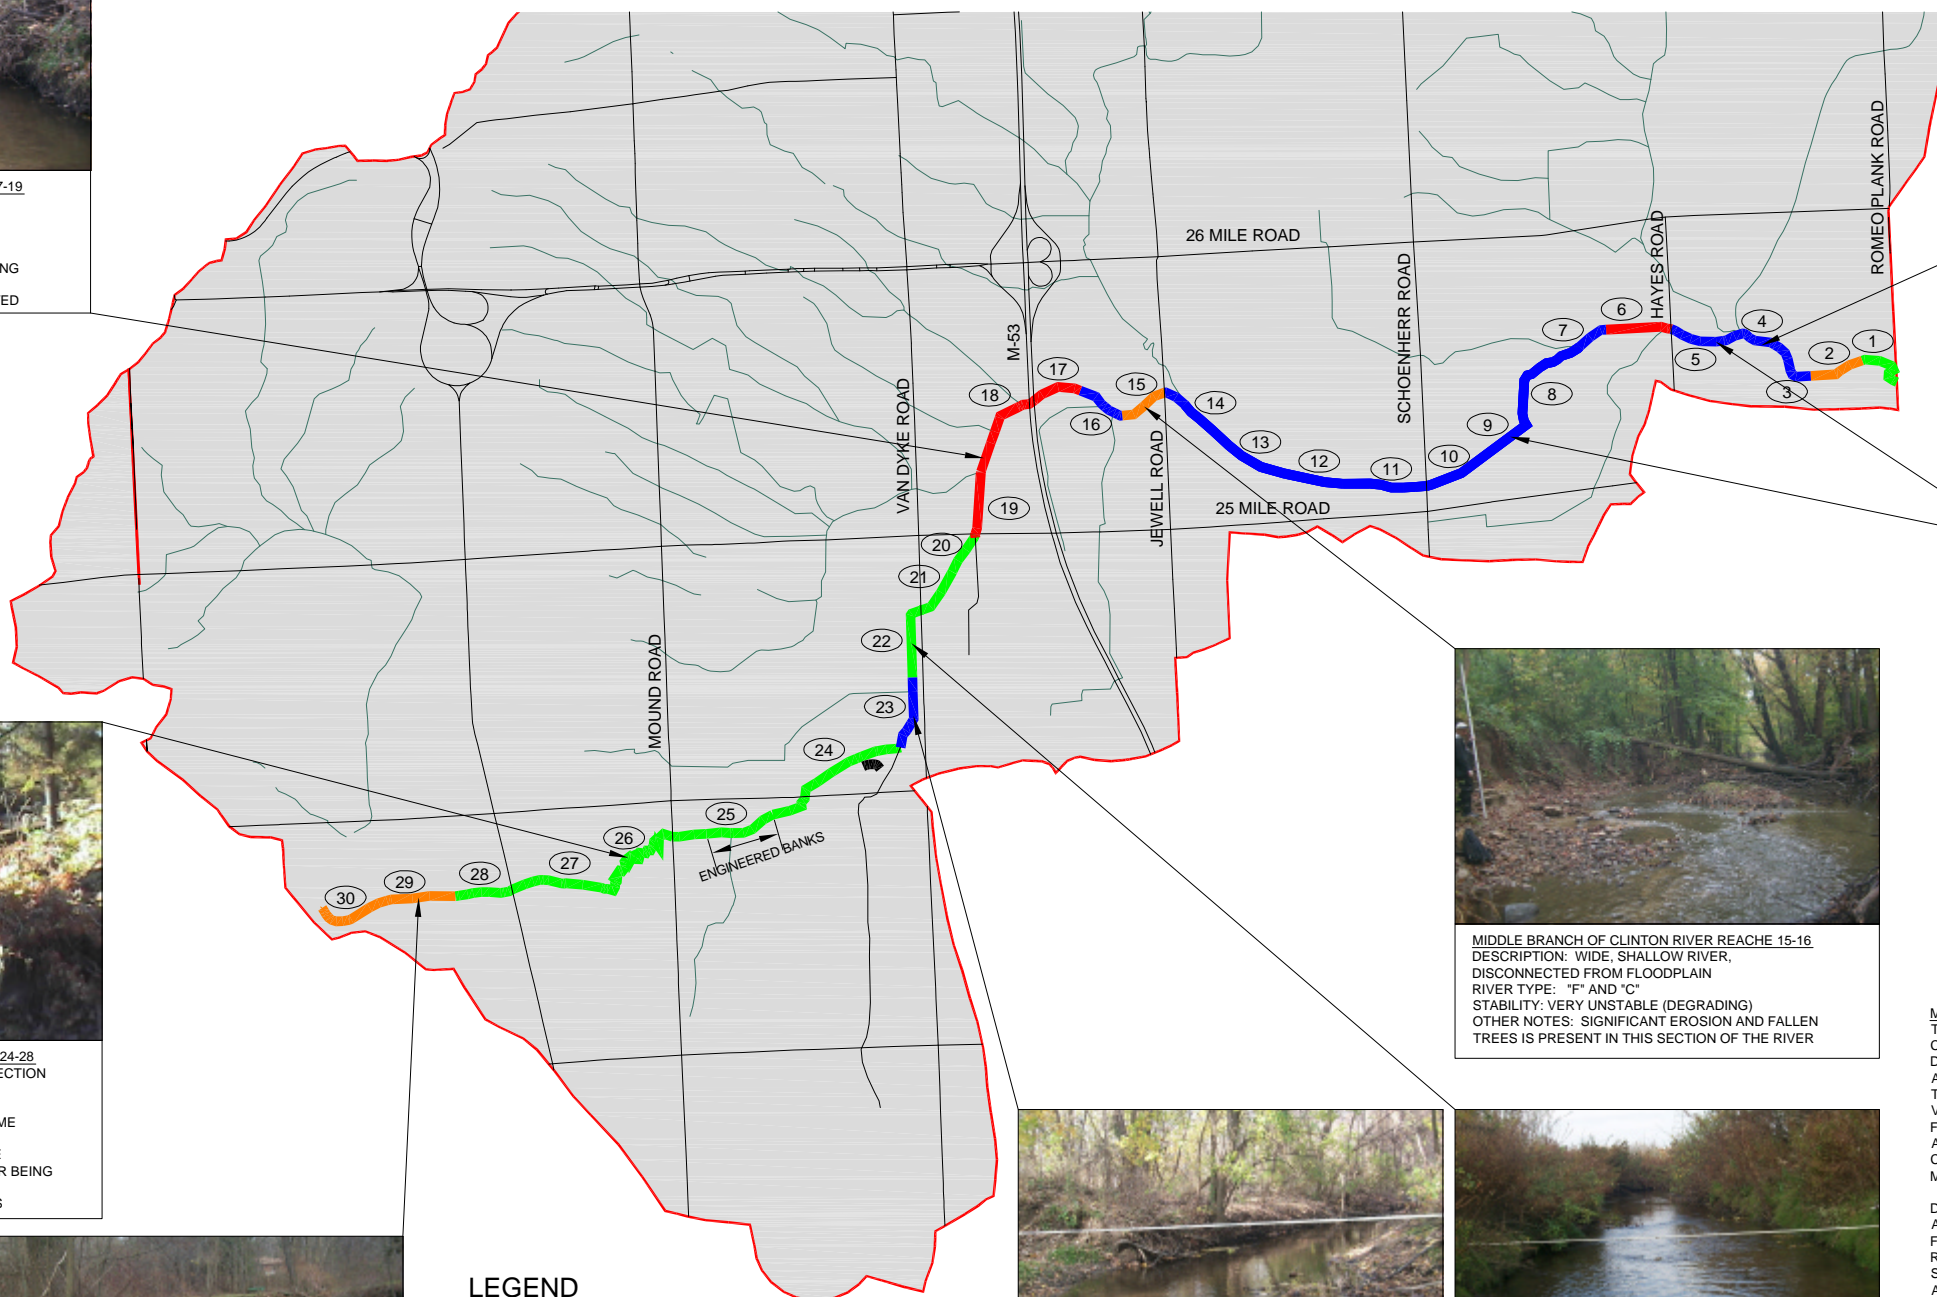 7-19
NG
ED
26 MILE ROAD
ROMEO PLANK ROAD
HAYES ROAD
SCHOENHERR ROAD
M-53
VAN DYKE ROAD
JEWELL ROAD
25 MILE ROAD
MOUND ROAD
1
2
3
4
5
6
7
8
9
10
11
12
13
14
15
16
17
18
19
20
21
22
23
24
25
26
27
28
29
30
ENGINEERED BANKS
24-28
ECTION
ME
E
R BEING
S
MIDDLE BRANCH OF CLINTON RIVER REACHE 15-16
DESCRIPTION: WIDE, SHALLOW RIVER,
DISCONNECTED FROM FLOODPLAIN
RIVER TYPE: "F" AND "C"
STABILITY: VERY UNSTABLE (DEGRADING)
OTHER NOTES: SIGNIFICANT EROSION AND FALLEN
TREES IS PRESENT IN THIS SECTION OF THE RIVER
LEGEND